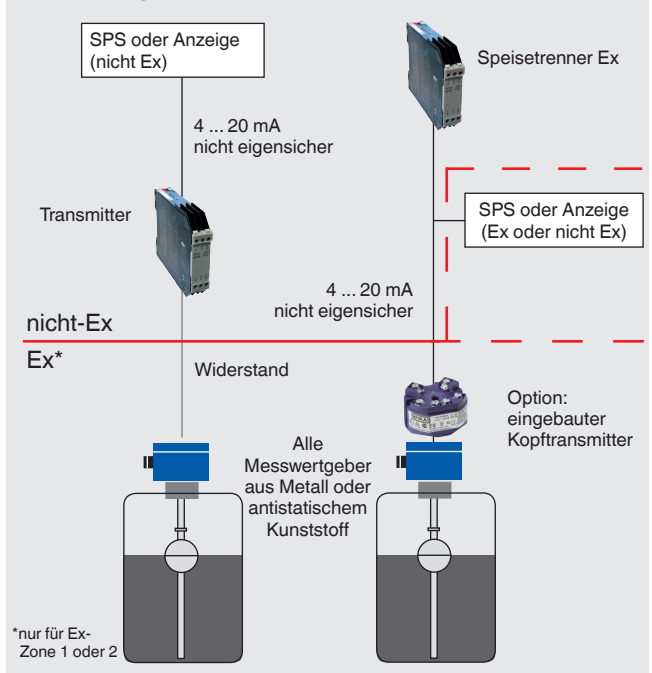 SPS oder Anzeige
(nicht Ex)
Speisetrenner Ex
4 ... 20 mA
nicht eigensicher
Transmitter
SPS oder Anzeige
(Ex oder nicht Ex)
4 ... 20 mA
nicht eigensicher
nicht-Ex
Ex*
Widerstand
Option:
eingebauter
Kopftransmitter
Alle
Messwertgeber
aus Metall oder
antistatischem
Kunststoff
*nur für Ex-
Zone 1 oder 2